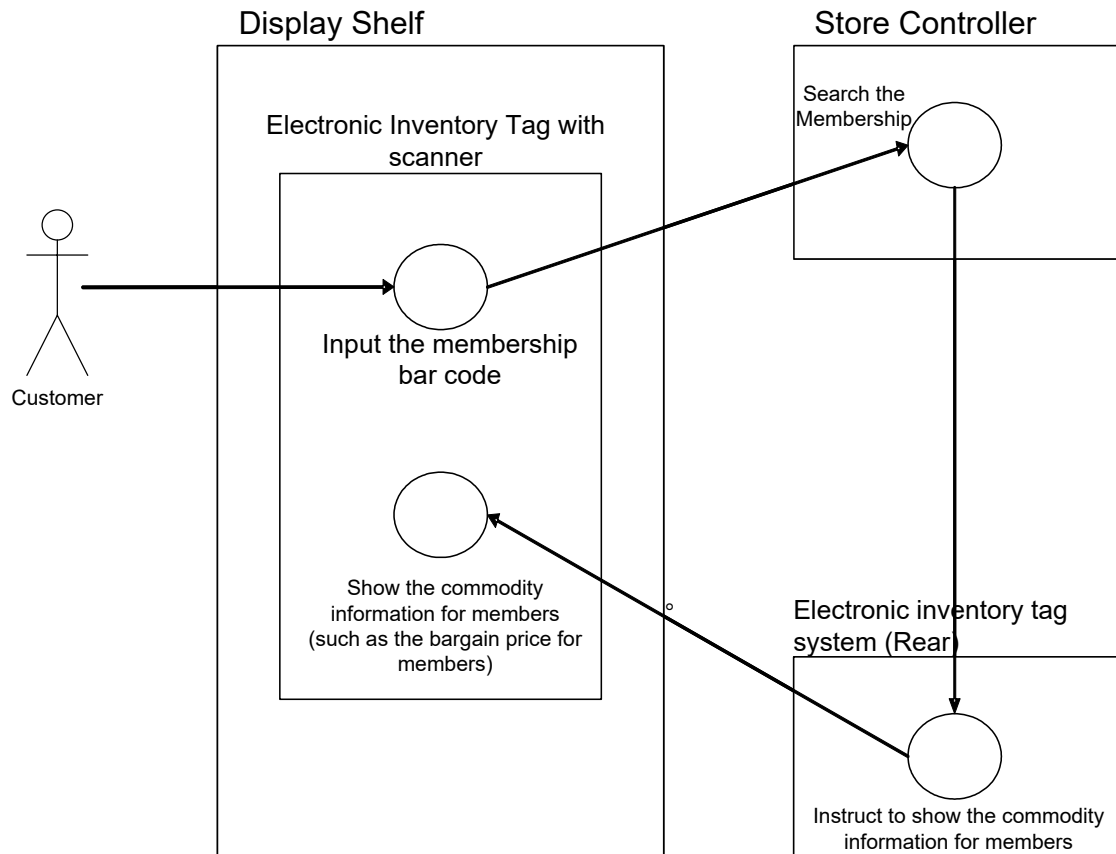 Display Shelf
Store Controller
Search the
Membership
Electronic Inventory Tag with
scanner
Input the membership
bar code
Customer
Show the commodity
information for members
(such as the bargain price for
members)
Electronic inventory tag
system (Rear)
Instruct to show the commodity
information for members